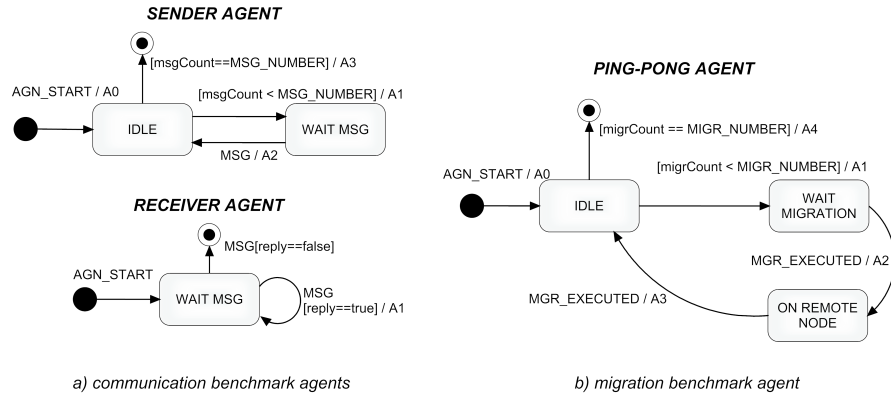 SENDER AGENT
[msgCount==MSG_NUMBER] / A3
AGN_START / A0
[msgCount < MSG_NUMBER] / A1
IDLE
WAIT MSG
MSG / A2
RECEIVER AGENT
MSG[reply==false]
AGN_START
WAIT MSG
MSG
[reply==true] / A1
a) communication benchmark agents
PING-PONG AGENT
[migrCount == MIGR_NUMBER] / A4
AGN_START / A0
[migrCount < MIGR_NUMBER] / A1
IDLE
WAIT
MIGRATION
MGR_EXECUTED / A2
MGR_EXECUTED / A3
ON REMOTE
NODE
b) migration benchmark agent